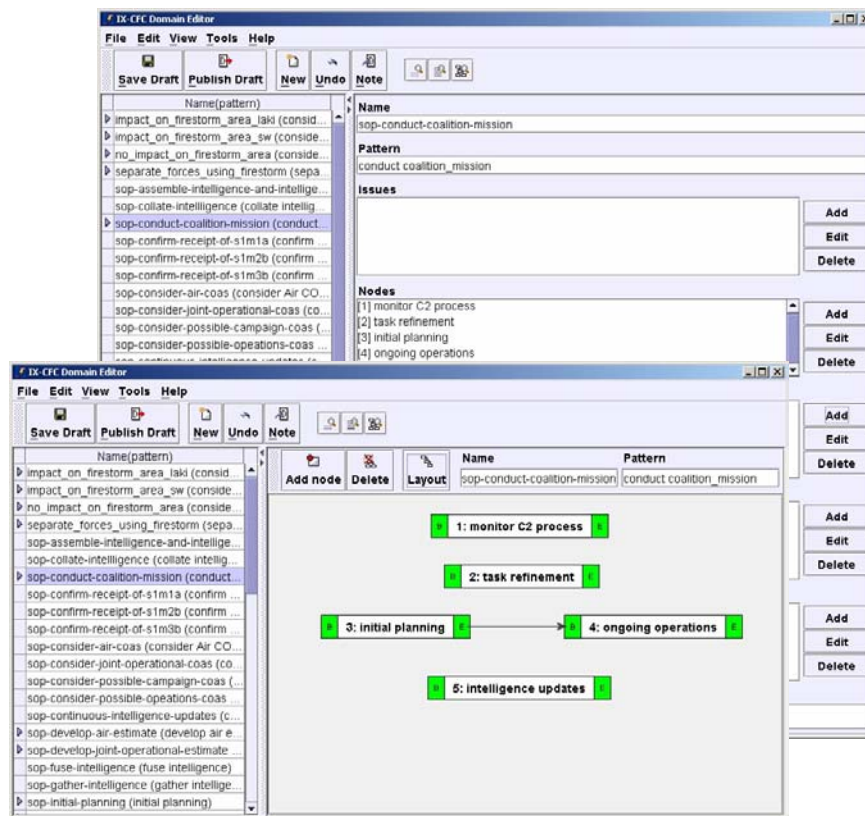 IX-CFC Domain Editor
File Edit View Tools Help
Save Draft Publish Draft New Undo Note
Name(pattern)
impact_on_firestorm_area_laki (consid...
impact_on_firestorm_area_sw (conside...
no_impact_on_firestorm_area (conside...
separate_forces_using_firestorm (sepa...
sop-assemble-intelligence-and-intellige...
sop-collate-intelligence (collate intellig...
sop-conduct-coalition-mission (conduct...
sop-confirm-receipt-of-s1m1a (confirm ...
sop-confirm-receipt-of-s1m2b (confirm ...
sop-confirm-receipt-of-s1m3b (confirm ...
sop-consider-air-coas (consider Air CO...
sop-consider-joint-operational-coas (co...
sop-consider-possible-campaign-coas (...
sop-consider-possible-opeations-coas ...
sop-continuous-intelligence-updates (c...
Name
sop-conduct-coalition-mission
Pattern
conduct coalition_mission
Issues
Add
Edit
Delete
Nodes
[1] monitor C2 process
[2] task refinement
[3] initial planning
[4] ongoing operations
Add
Edit
Delete
Add
Edit
Delete
Add
Edit
Delete
Add
Edit
Delete
IX-CFC Domain Editor
File Edit View Tools Help
Save Draft Publish Draft New Undo Note
Name(pattern)
impact_on_firestorm_area_laki (consid...
impact_on_firestorm_area_sw (conside...
no_impact_on_firestorm_area (conside...
separate_forces_using_firestorm (sepa...
sop-assemble-intelligence-and-intellige...
sop-collate-intelligence (collate intellig...
sop-conduct-coalition-mission (conduct...
sop-confirm-receipt-of-s1m1a (confirm ...
sop-confirm-receipt-of-s1m2b (confirm ...
sop-confirm-receipt-of-s1m3b (confirm ...
sop-consider-air-coas (consider Air CO...
sop-consider-joint-operational-coas (co...
sop-consider-possible-campaign-coas (...
sop-consider-possible-opeations-coas ...
sop-continuous-intelligence-updates (c...
sop-develop-air-estimate (develop air e...
sop-develop-joint-operational-estimate ...
sop-fuse-intelligence (fuse intelligence)
sop-gather-intelligence (gather intellige...
sop-initial-planning (initial planning)
Add node Delete Layout
Name Pattern
sop-conduct-coalition-mission conduct coalition_mission
B 1: monitor C2 process E
B 2: task refinement E
B 3: initial planning E B 4: ongoing operations E
B 5: intelligence updates E